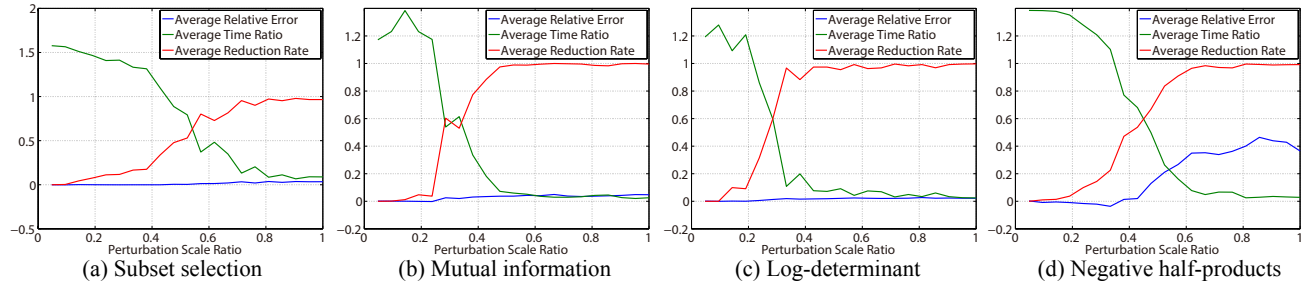 2
1.5
1
0.5
0
−0.5
0 0.2 0.4 0.6 0.8 1
Average Relative Error
Average Time Ratio
Average Reduction Rate
Perturbation Scale Ratio
(a) Subset selection
1.2
1
0.8
0.6
0.4
0.2
0
−0.2
0 0.2 0.4 0.6 0.8 1
Average Relative Error
Average Time Ratio
Average Reduction Rate
Perturbation Scale Ratio
(b) Mutual information
1.2
1
0.8
0.6
0.4
0.2
0
−0.2
0 0.2 0.4 0.6 0.8 1
Average Relative Error
Average Time Ratio
Average Reduction Rate
Perturbation Scale Ratio
(c) Log-determinant
1.2
1
0.8
0.6
0.4
0.2
0
−0.2
0 0.2 0.4 0.6 0.8 1
Average Relative Error
Average Time Ratio
Average Reduction Rate
Perturbation Scale Ratio
(d) Negative half-products